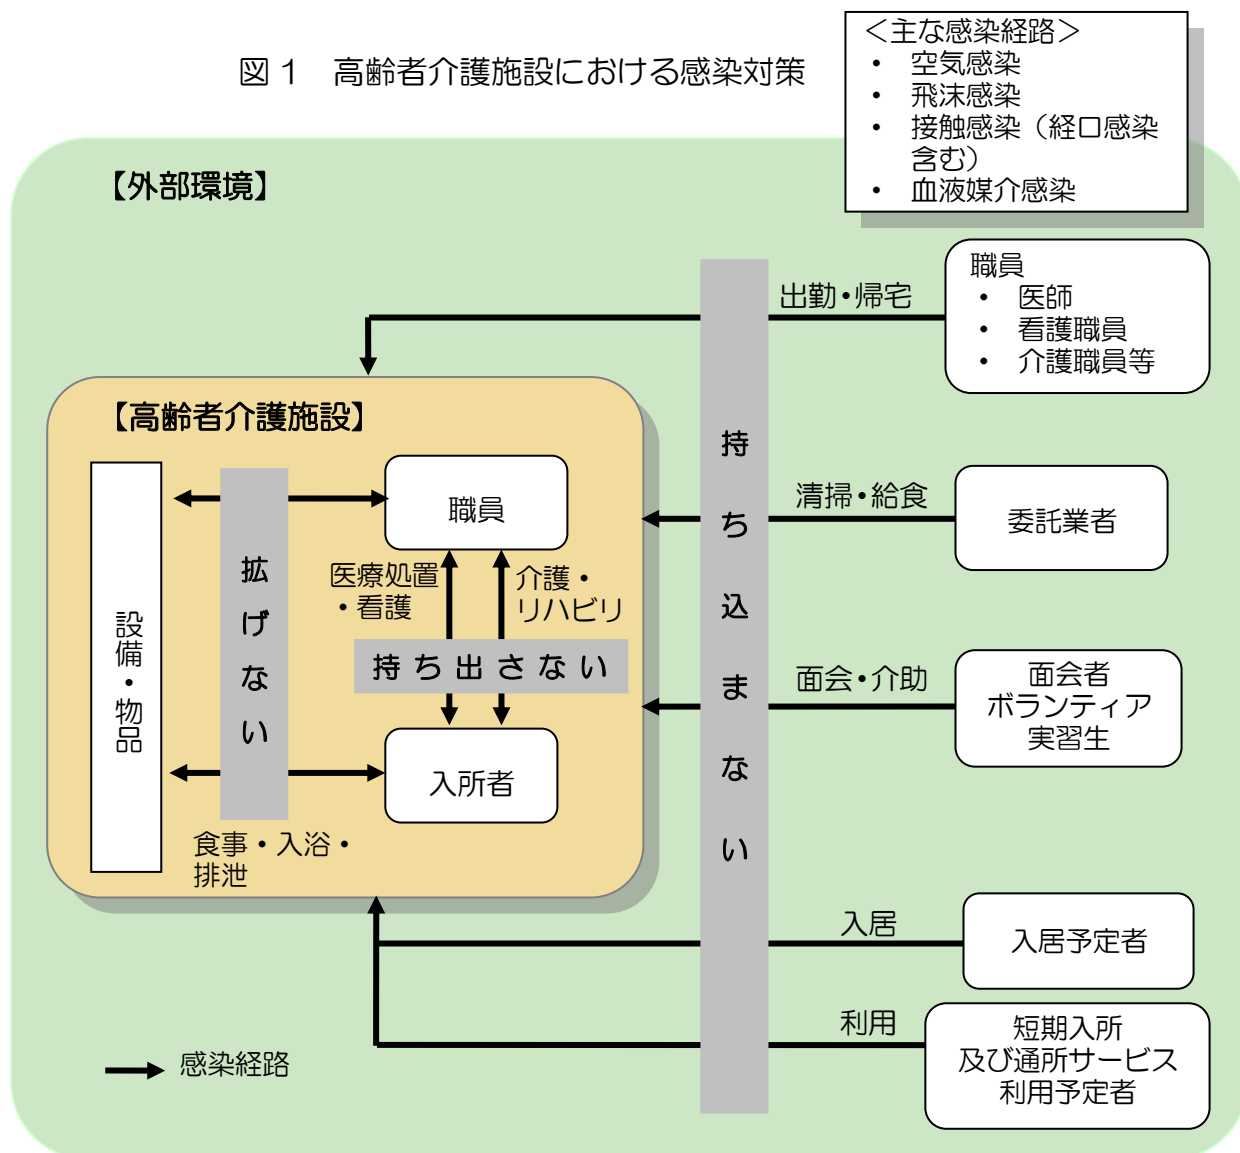 図1 高齢者介護施設における感染対策
＜主な感染経路＞
・ 空気感染
・ 飛沫感染
・ 接触感染（経口感染
含む）
・ 血液媒介感染
【外部環境】
職員
・ 医師
・ 看護職員
・ 介護職員等
出勤・帰宅
【高齢者介護施設】
持ち込まない
設備・物品
拡げない
職員
医療処置
・看護
介護・
リハビリ
持ち出さない
入所者
食事・入浴・
排泄
清掃・給食
委託業者
面会・介助
面会者
ボランティア
実習生
入居
入居予定者
利用
短期入所
及び通所サービス
利用予定者
感染経路